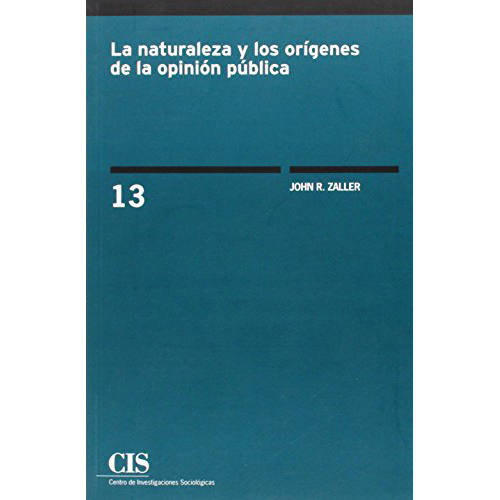 La naturaleza y los orígenes
de la opinión pública
13
JOHN R. ZALLER
CIS
Centro de Investigaciones Sociológicas